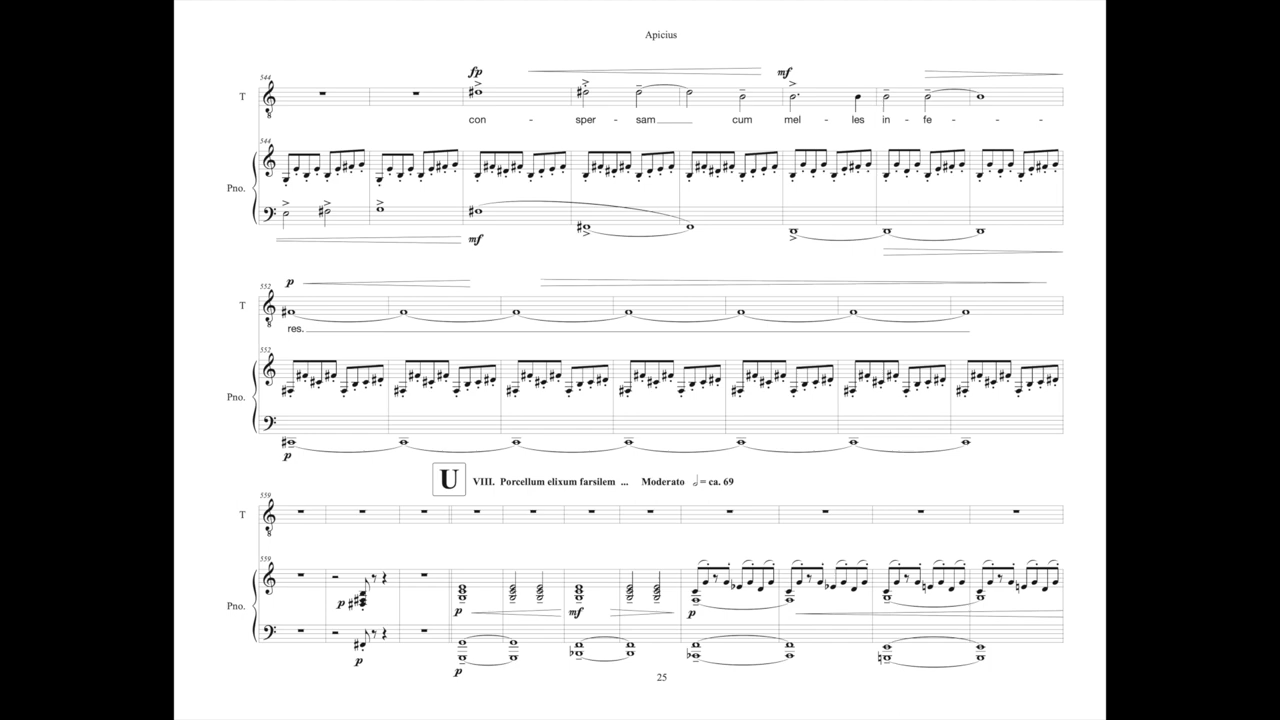 Apicius
fp mf
544
T
con - sper - sam cum mel - les in - fe - - -
544
Pno.
mf
p
552
T
res.
552
Pno.
p
U VIII. Porcellum elixum farsilem ... Moderato = ca. 69
559
T
559
Pno.
p p mf p
p p
25